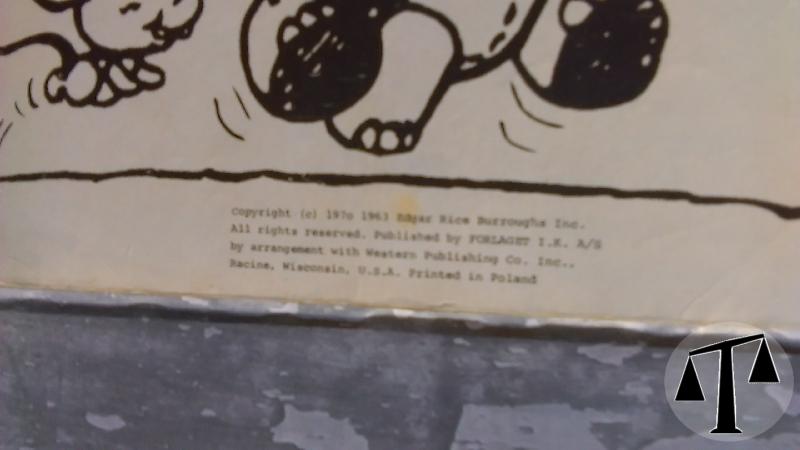 Copyright (c) 197o 1963 Edgar Rice Burroughs Inc.
All rights reserved. Published by FORLAGET I.K. A/S
by arrangement with Western Publishing Co. Inc..
Racine, Wisconsin, U.S.A. Printed in Poland